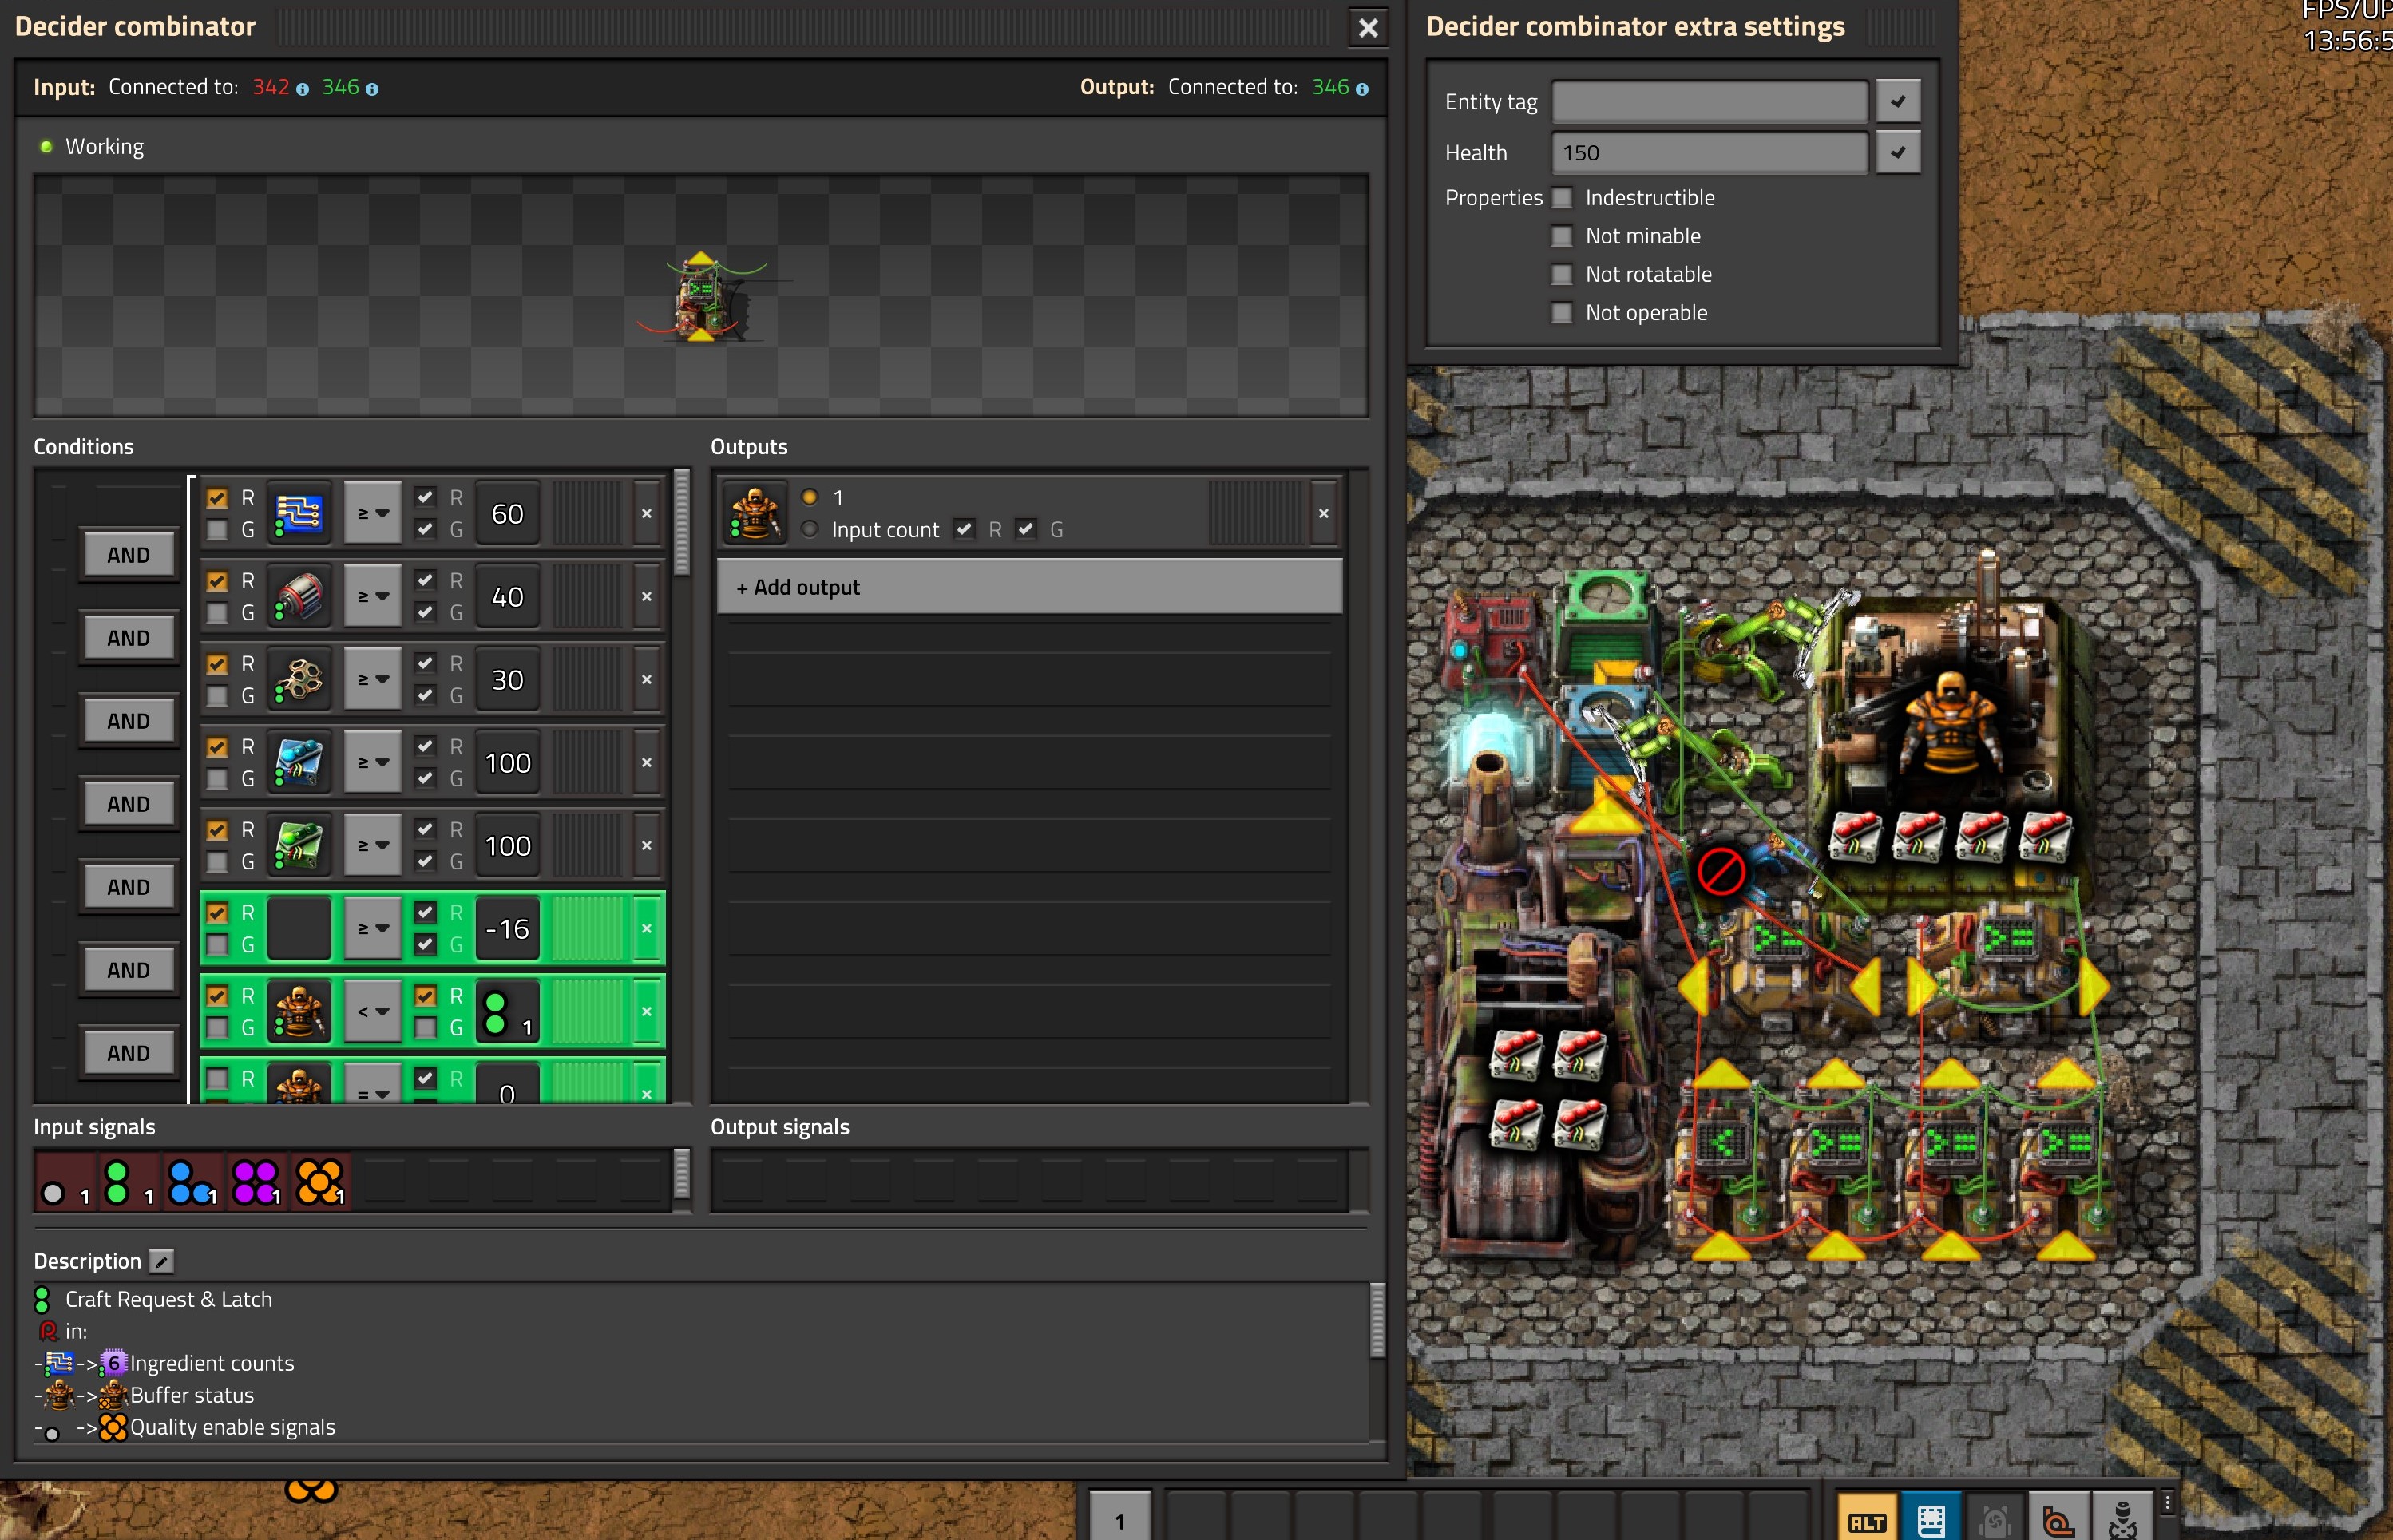 Decider combinator
Input: Connected to: 342 346
Output: Connected to: 346
Working
Conditions
AND
AND
AND
AND
AND
AND
AND
R G ≥ R G 60
R G ≥ R G 40
R G ≥ R G 30
R G ≥ R G 100
R G ≥ R G 100
R G ≥ R G -16
R G < R G 1
R = R 0
Outputs
1
Input count R G
+ Add output
Input signals
1 1 1 1 1
Output signals
Description
Craft Request & Latch
R in:
- -> 6 Ingredient counts
- -> Buffer status
- -> Quality enable signals
Decider combinator extra settings
Entity tag
Health 150
Properties Indestructible
Not minable
Not rotatable
Not operable
FPS/UP
13:56:5
1
ALT